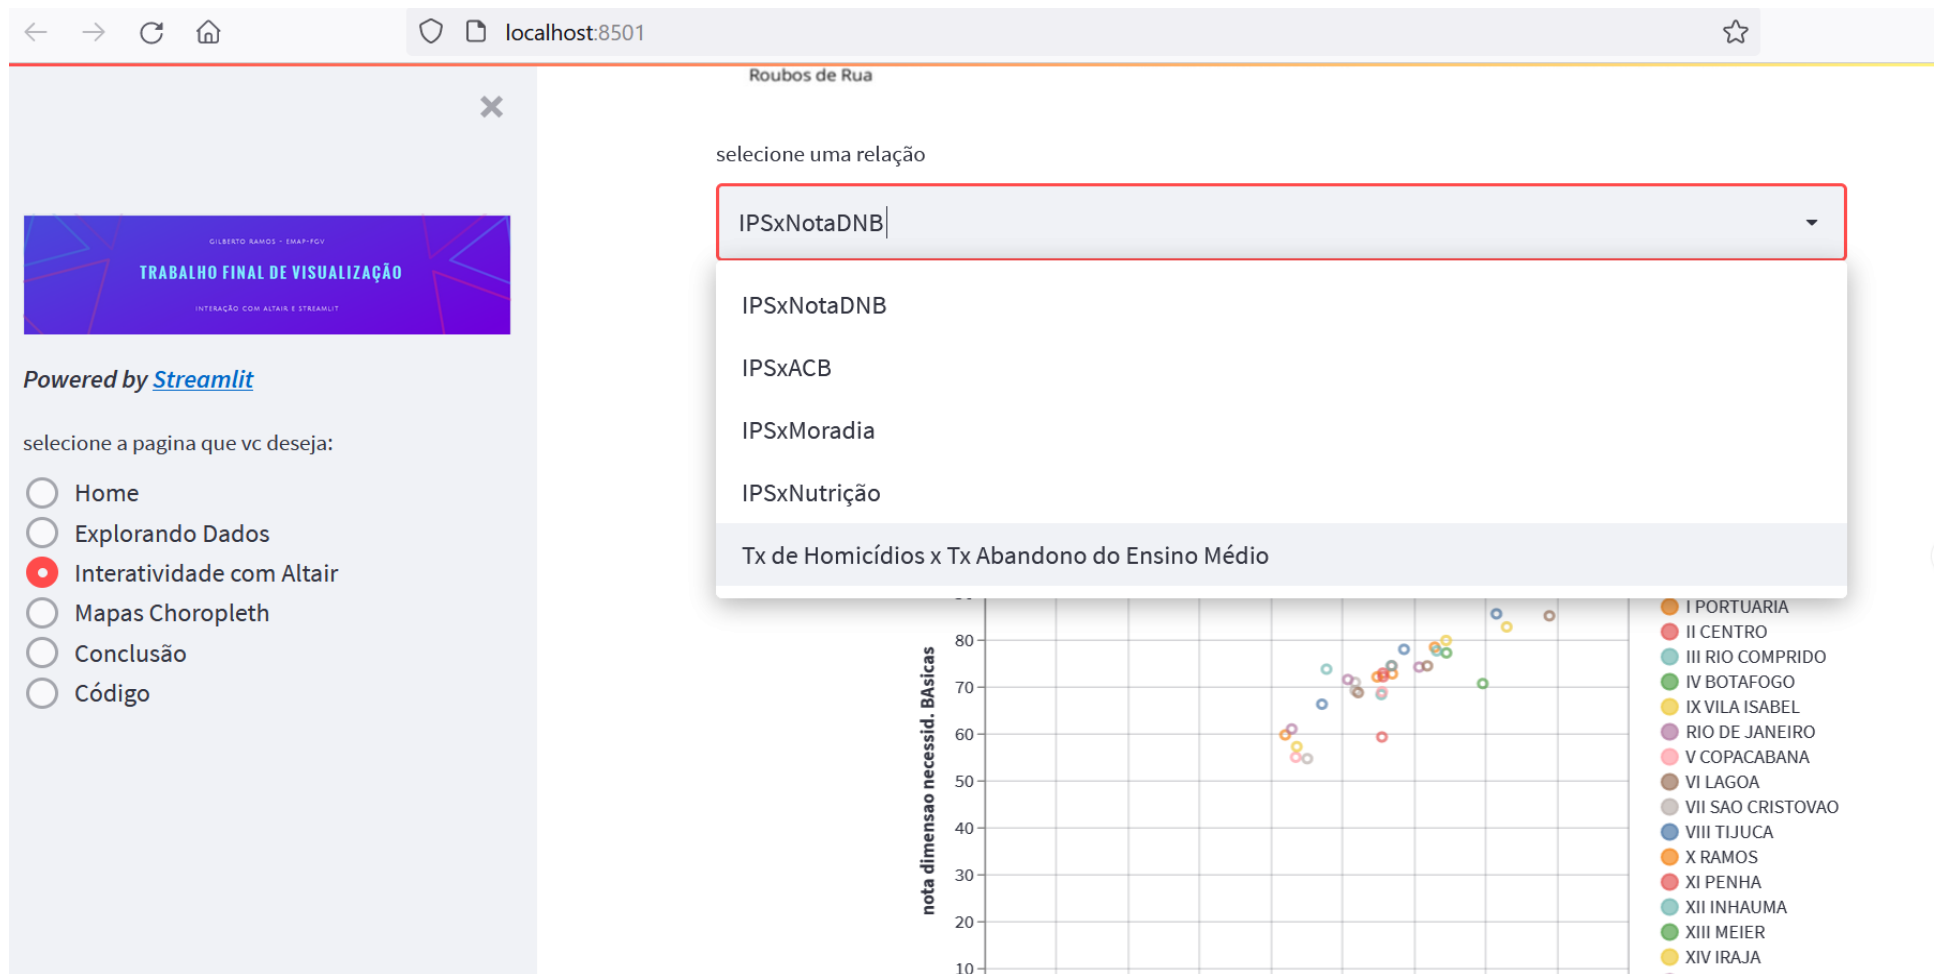 localhost:8501
GILBERTO RAMOS - EMAP-FGV
TRABALHO FINAL DE VISUALIZAÇÃO
INTERAÇÃO COM ALTAIR E STREAMLIT
Powered by Streamlit
selecione a pagina que vc deseja:
Home
Explorando Dados
Interatividade com Altair
Mapas Choropleth
Conclusão
Código
Roubos de Rua
selecione uma relação
IPSxNotaDNB
IPSxNotaDNB
IPSxACB
IPSxMoradia
IPSxNutrição
Tx de Homicídios x Tx Abandono do Ensino Médio
nota dimensao necessid. BAsicas
80
70
60
50
40
30
20
10
I PORTUARIA
II CENTRO
III RIO COMPRIDO
IV BOTAFOGO
IX VILA ISABEL
RIO DE JANEIRO
V COPACABANA
VI LAGOA
VII SAO CRISTOVAO
VIII TIJUCA
X RAMOS
XI PENHA
XII INHAUMA
XIII MEIER
XIV IRAJA